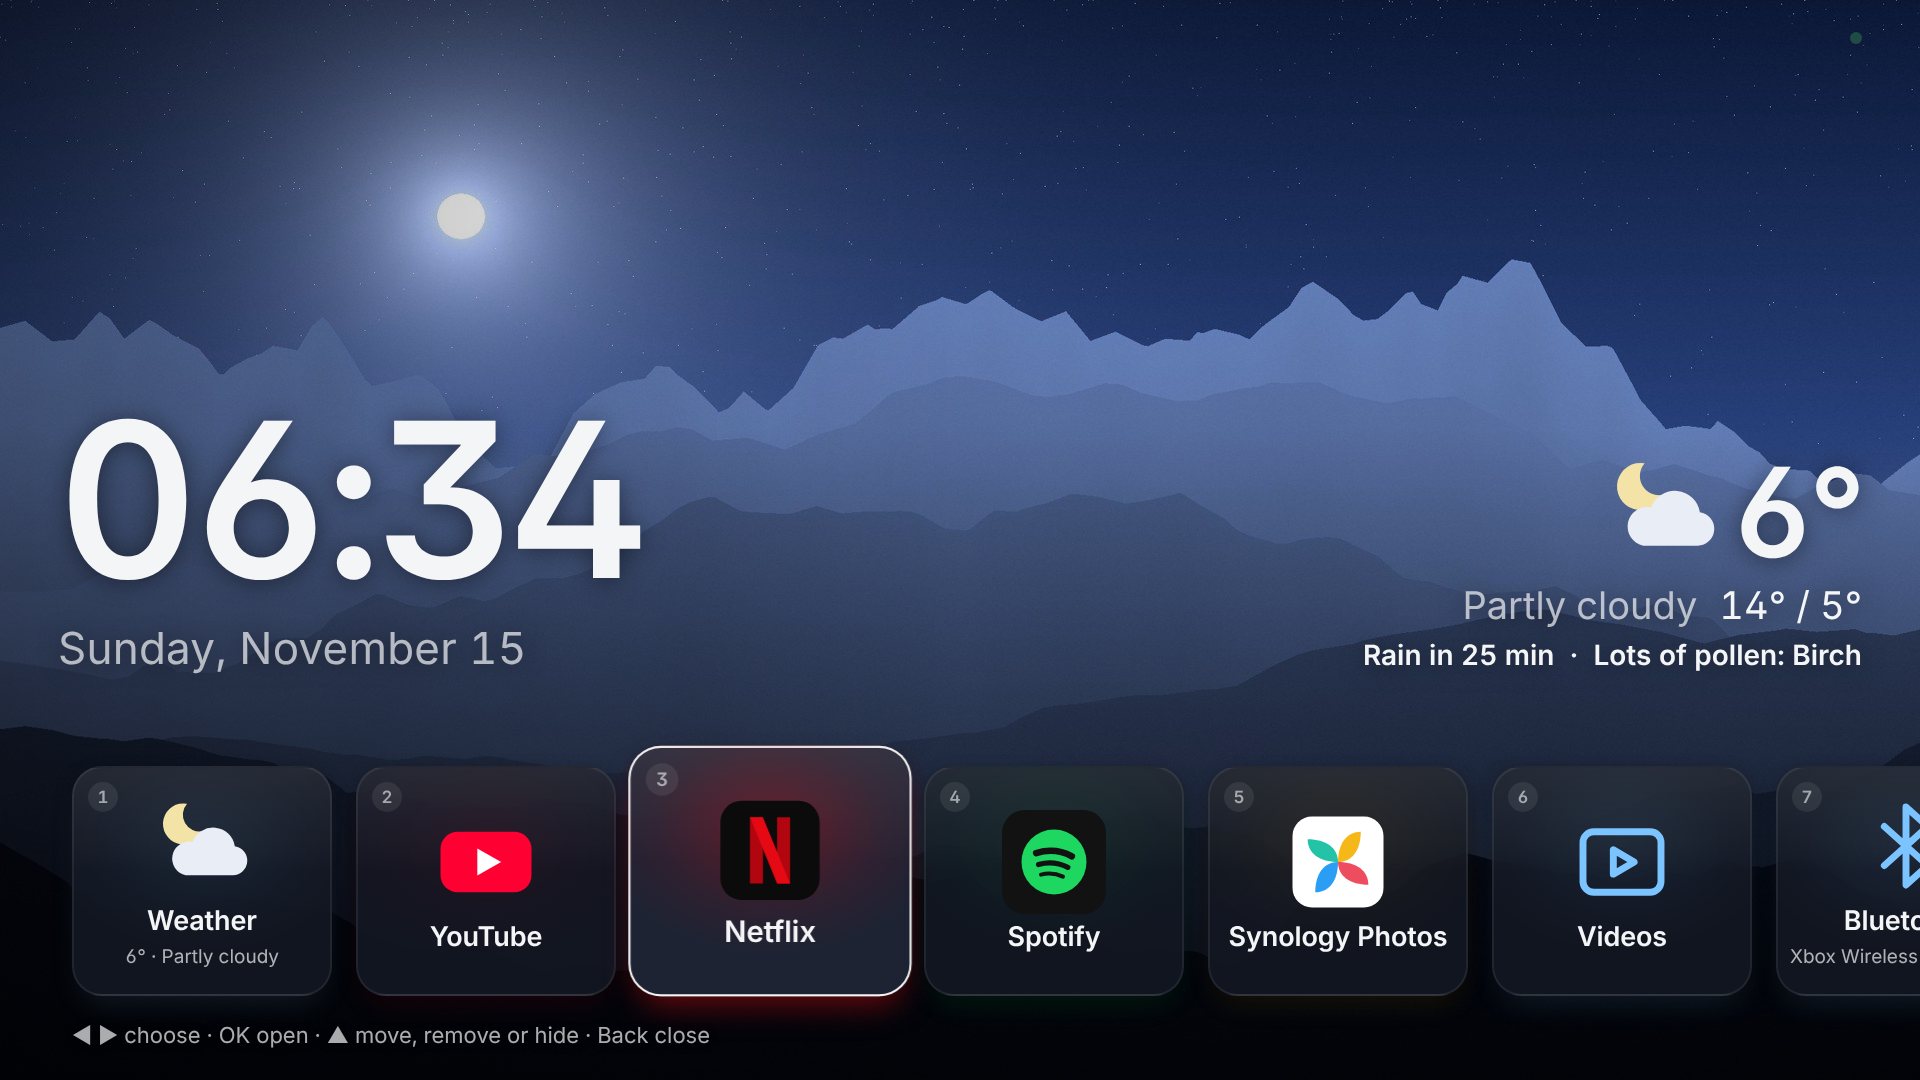 06:34
Sunday, November 15
6°
Partly cloudy 14° / 5°
Rain in 25 min · Lots of pollen: Birch
1
Weather
6° · Partly cloudy
2
YouTube
3
N
Netflix
4
Spotify
5
Synology Photos
6
Videos
7
Xbox Wireless
◀ ▶ choose · OK open · ▲ move, remove or hide · Back close